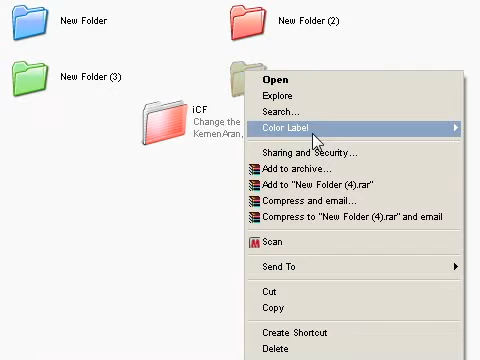 New Folder
New Folder (2)
New Folder (3)
iCF
Change the
KemenAran,
Open
Explore
Search...
Color Label
Sharing and Security...
Add to archive...
Add to "New Folder (4).rar"
Compress and email...
Compress to "New Folder (4).rar" and email
Scan
Send To
Cut
Copy
Create Shortcut
Delete